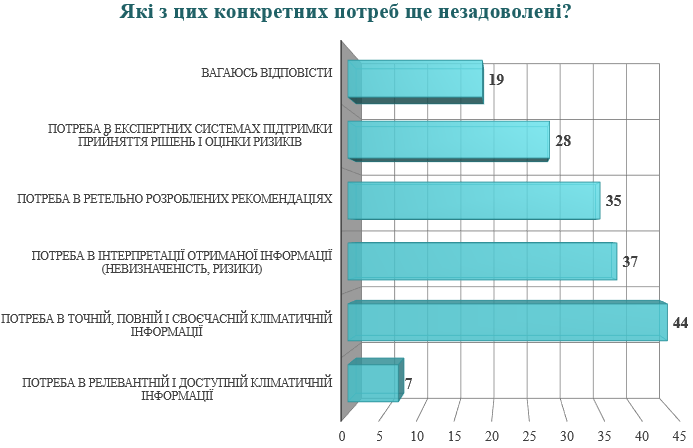 Які з цих конкретних потреб ще незадоволені?
ВАГАЮСЬ ВІДПОВІСТИ
19
ПОТРЕБА В ЕКСПЕРТНИХ СИСТЕМАХ ПІДТРИМКИ
ПРИЙНЯТТЯ РІШЕНЬ І ОЦІНКИ РИЗИКІВ
28
ПОТРЕБА В РЕТЕЛЬНО РОЗРОБЛЕНИХ РЕКОМЕНДАЦІЯХ
35
ПОТРЕБА В ІНТЕРПРЕТАЦІЇ ОТРИМАНОЇ ІНФОРМАЦІЇ
(НЕВИЗНАЧЕНІСТЬ, РИЗИКИ)
37
ПОТРЕБА В ТОЧНІЙ, ПОВНІЙ І СВОЄЧАСНІЙ КЛІМАТИЧНІЙ
ІНФОРМАЦІЇ
44
ПОТРЕБА В РЕЛЕВАНТНІЙ І ДОСТУПНІЙ КЛІМАТИЧНІЙ
ІНФОРМАЦІЇ
7
0 5 10 15 20 25 30 35 40 45